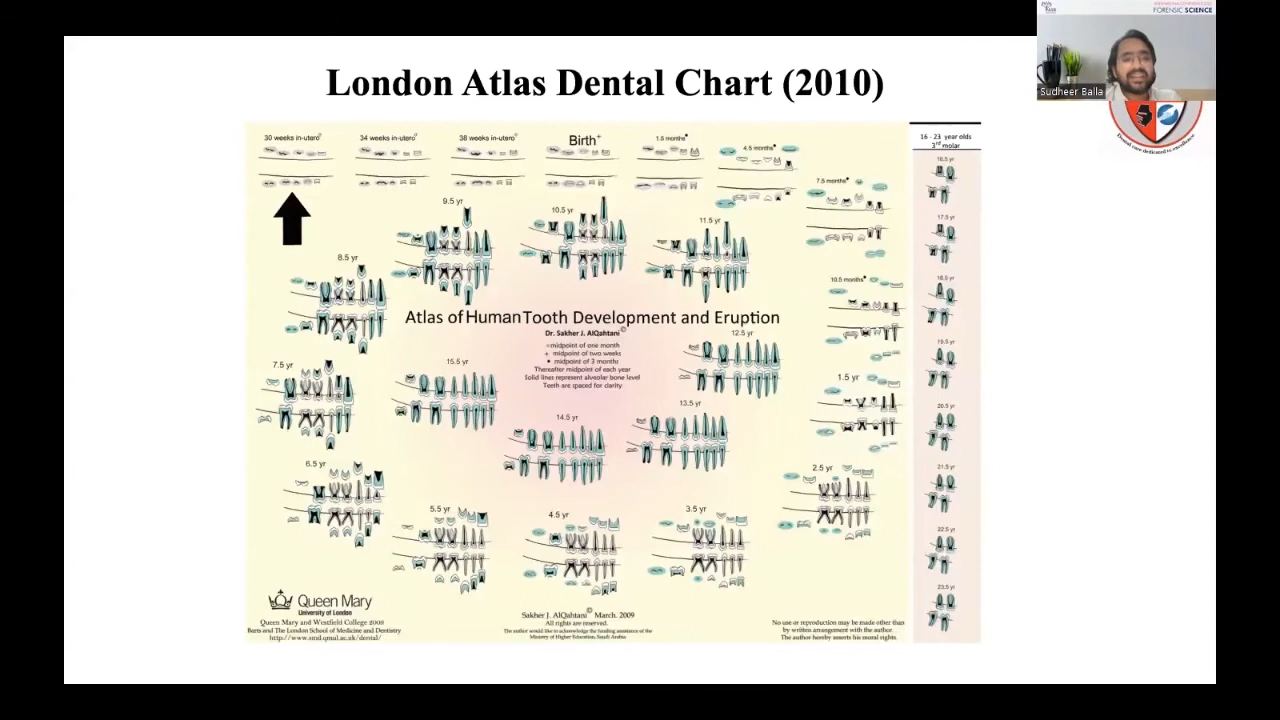 FORENSIC SCIENCE
Sudheer Balla
London Atlas Dental Chart (2010)
30 weeks in-utero
34 weeks in-utero
38 weeks in-utero
Birth+
1.5 months
4.5 months
7.5 months
10.5 months
1.5 yr
2.5 yr
3.5 yr
4.5 yr
5.5 yr
6.5 yr
7.5 yr
8.5 yr
9.5 yr
10.5 yr
11.5 yr
12.5 yr
13.5 yr
14.5 yr
15.5 yr
Atlas of Human Tooth Development and Eruption
Dr. Sakher J. AlQahtani©
midpoint of one month
+ midpoint of two weeks
• midpoint of 3 months
Thereafter midpoint of each year
Solid lines represent alveolar bone level
Teeth are spaced for clarity
16 - 23 year olds
3rd molar
16.5 yr
17.5 yr
18.5 yr
19.5 yr
20.5 yr
21.5 yr
22.5 yr
23.5 yr
Queen Mary
University of London
Queen Mary and Westfield College 2009
Barts and The London School of Medicine and Dentistry
http://www.smd.qmul.ac.uk/dental/
Sakher J. AlQahtani© March, 2009
All rights are reserved.
The author would like to acknowledge the funding assistance of the
Ministry of Higher Education, Saudi Arabia
No use or reproduction may be made other than
by written arrangement with the author.
The author hereby asserts his moral rights.
Dental care dedicated to excellence